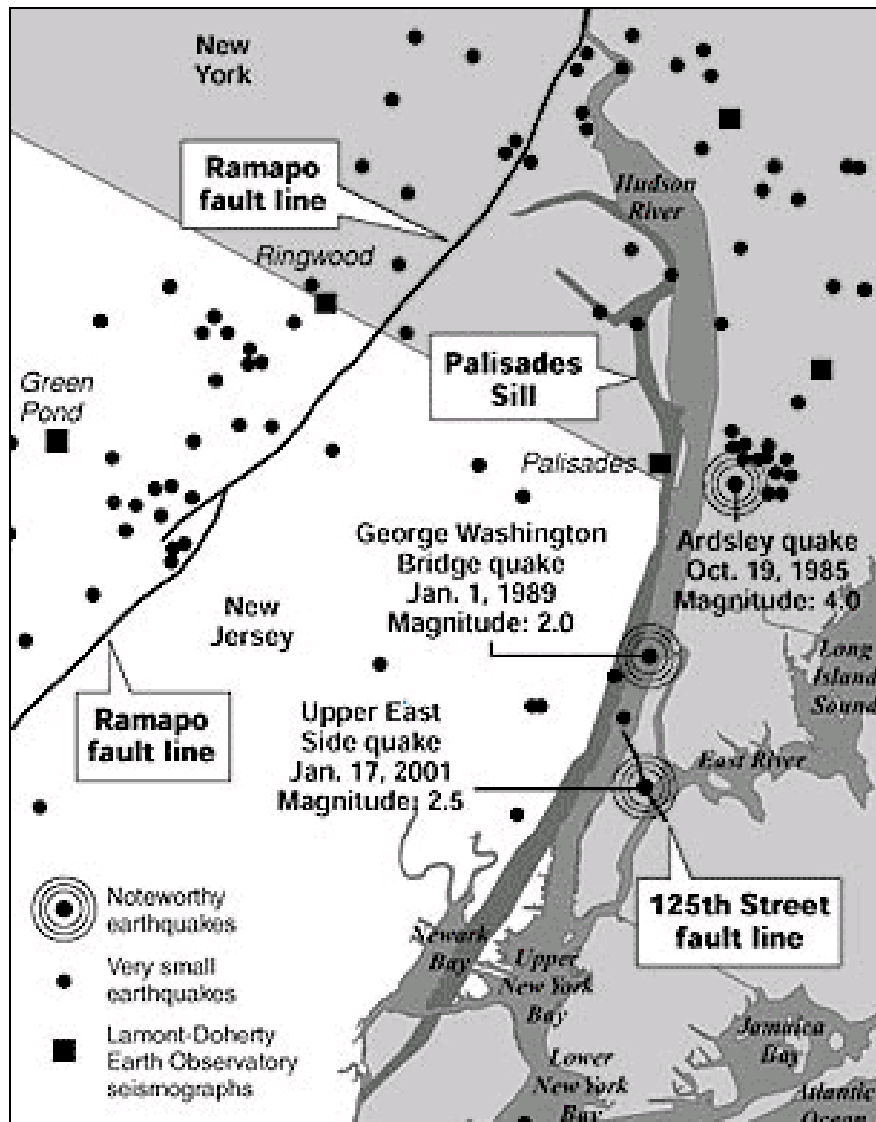 New
York
Ramapo
fault line
Hudson
River
Ringwood
Palisades
Sill
Green
Pond
Palisades
George Washington
Bridge quake
Jan. 1, 1989
Magnitude: 2.0
Ardsley quake
Oct. 19, 1985
Magnitude: 4.0
New
Jersey
Long
Island
Sound
Ramapo
fault line
Upper East
Side quake
Jan. 17, 2001
Magnitude: 2.5
East River
Noteworthy
earthquakes
125th Street
fault line
Newark
Bay
Upper
New York
Bay
Very small
earthquakes
Jamaica
Bay
Lamont-Doherty
Earth Observatory
seismographs
Lower
New York
Bay
Atlantic
Ocean